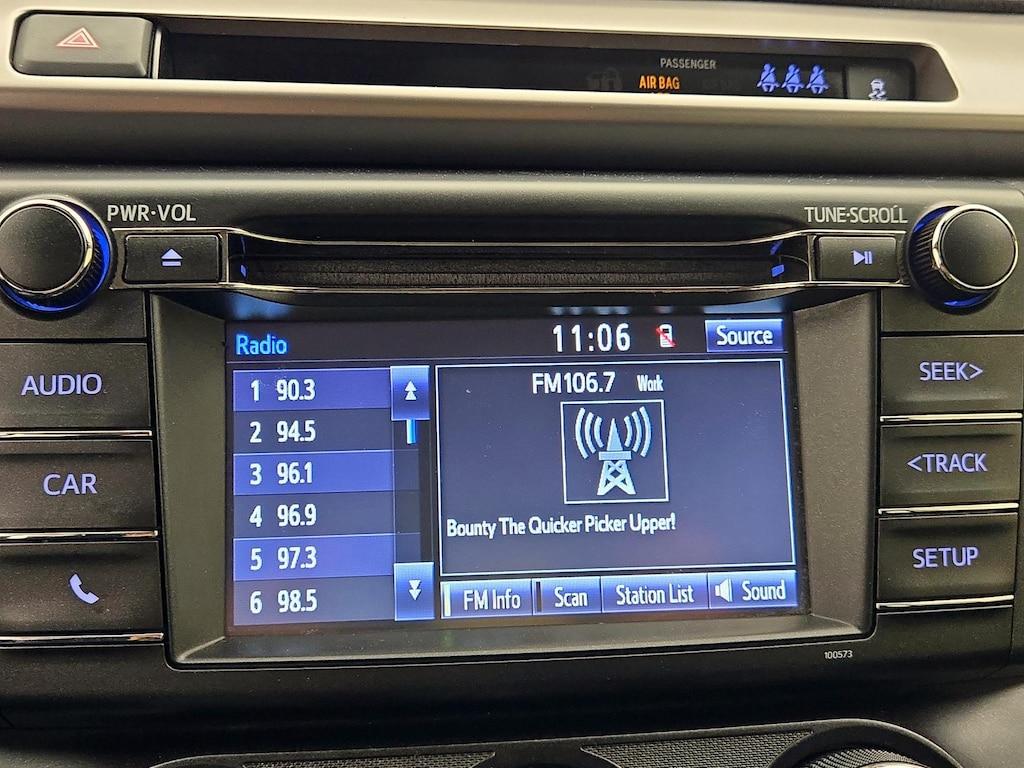 PASSENGER
AIR BAG
PWR·VOL
TUNE·SCROLL
Radio
11:06
Source
AUDIO
CAR
1 90.3
2 94.5
3 96.1
4 96.9
5 97.3
6 98.5
FM106.7 Work
Bounty The Quicker Picker Upper!
FM Info
Scan
Station List
Sound
SEEK>
<TRACK
SETUP
100573